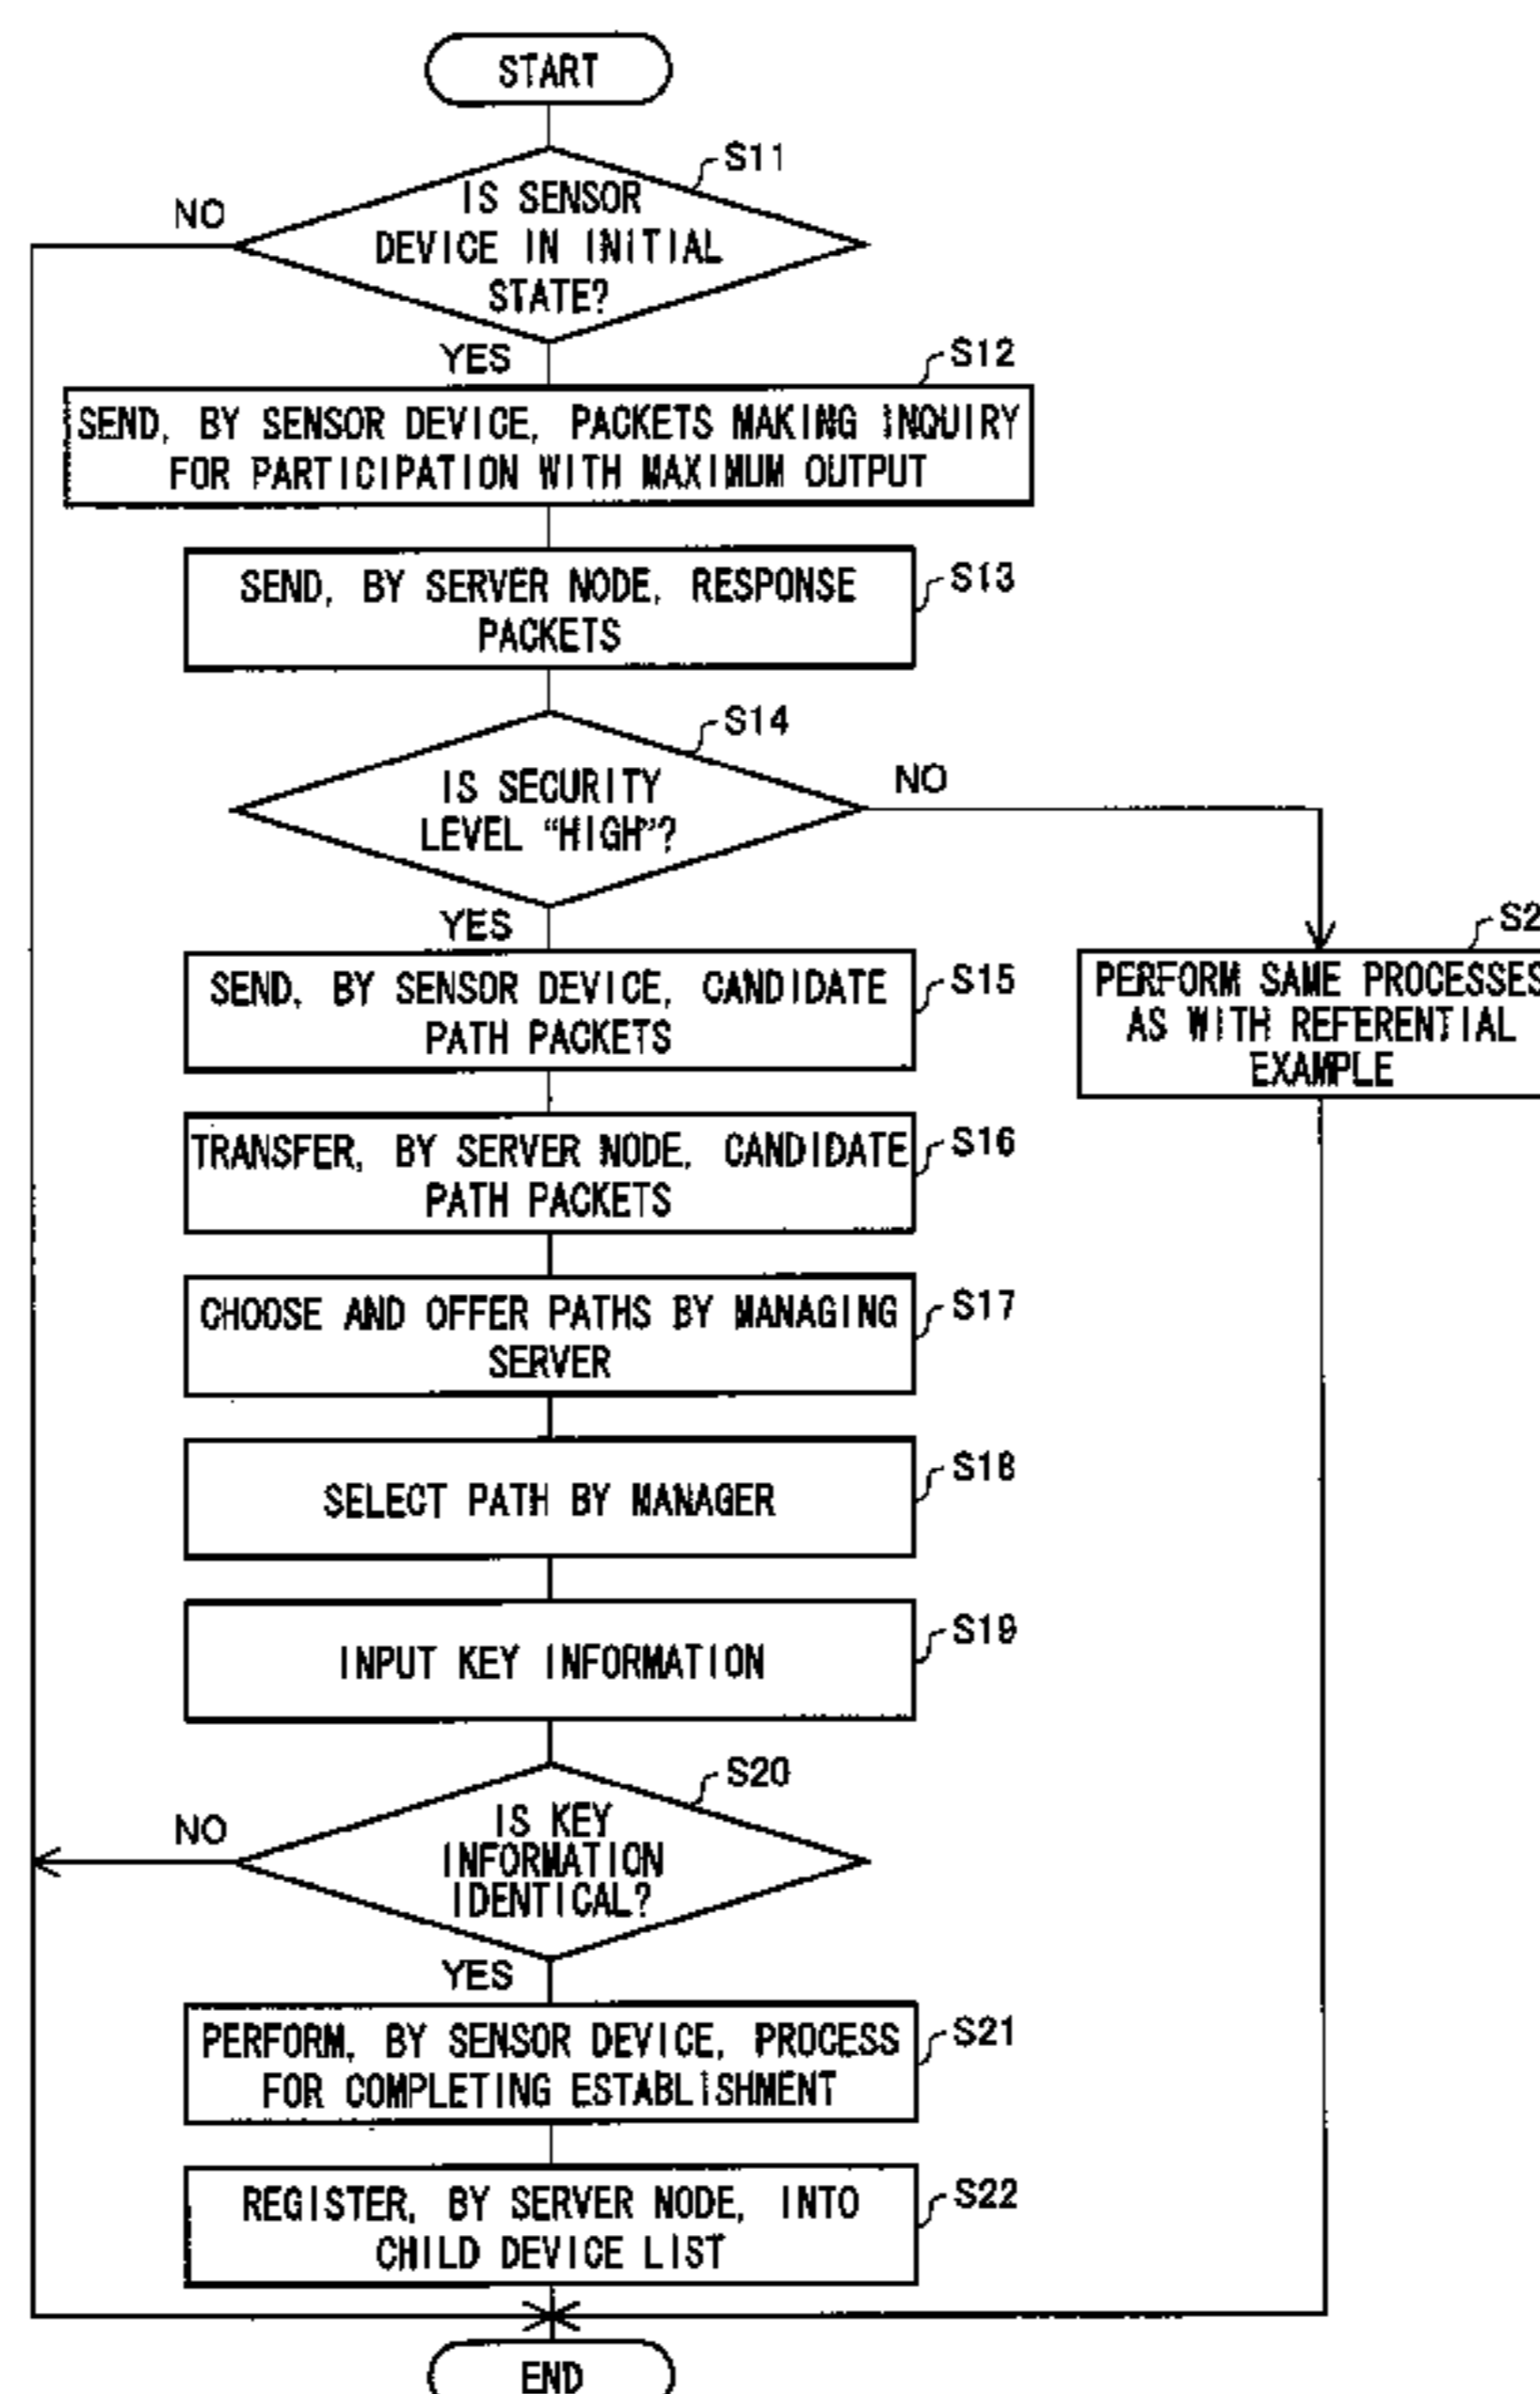 START
S11
NO
IS SENSOR
DEVICE IN INITIAL
STATE?
YES
S12
SEND, BY SENSOR DEVICE, PACKETS MAKING INQUIRY
FOR PARTICIPATION WITH MAXIMUM OUTPUT
SEND, BY SERVER NODE, RESPONSE
PACKETS
S13
S14
IS SECURITY
LEVEL “HIGH”?
NO
YES
SEND, BY SENSOR DEVICE, CANDIDATE
PATH PACKETS
S15
S2
PERFORM SAME PROCESSES
AS WITH REFERENTIAL
EXAMPLE
TRANSFER, BY SERVER NODE, CANDIDATE
PATH PACKETS
S16
CHOOSE AND OFFER PATHS BY MANAGING
SERVER
S17
SELECT PATH BY MANAGER
S18
INPUT KEY INFORMATION
S19
S20
NO
IS KEY
INFORMATION
IDENTICAL?
YES
PERFORM, BY SENSOR DEVICE, PROCESS
FOR COMPLETING ESTABLISHMENT
S21
REGISTER, BY SERVER NODE, INTO
CHILD DEVICE LIST
S22
END